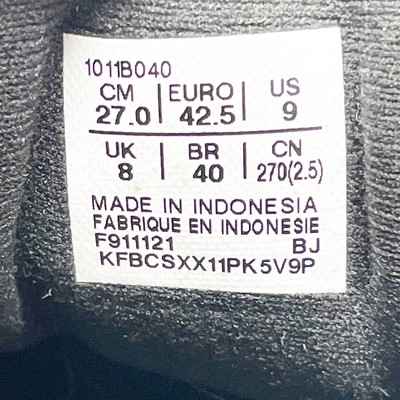 1011B040
CM | EURO | US
27.0 | 42.5 | 9
UK | BR | CN
8 | 40 | 270(2.5)
MADE IN INDONESIA
FABRIQUE EN INDONESIE
F911121 BJ
KFBCSXX11PK5V9P